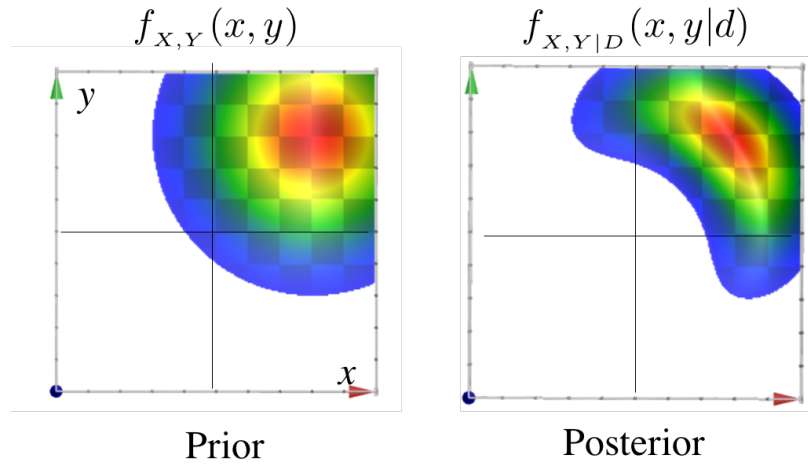 f_{X,Y}(x, y)
f_{X,Y|D}(x, y|d)
y
x
Prior
Posterior